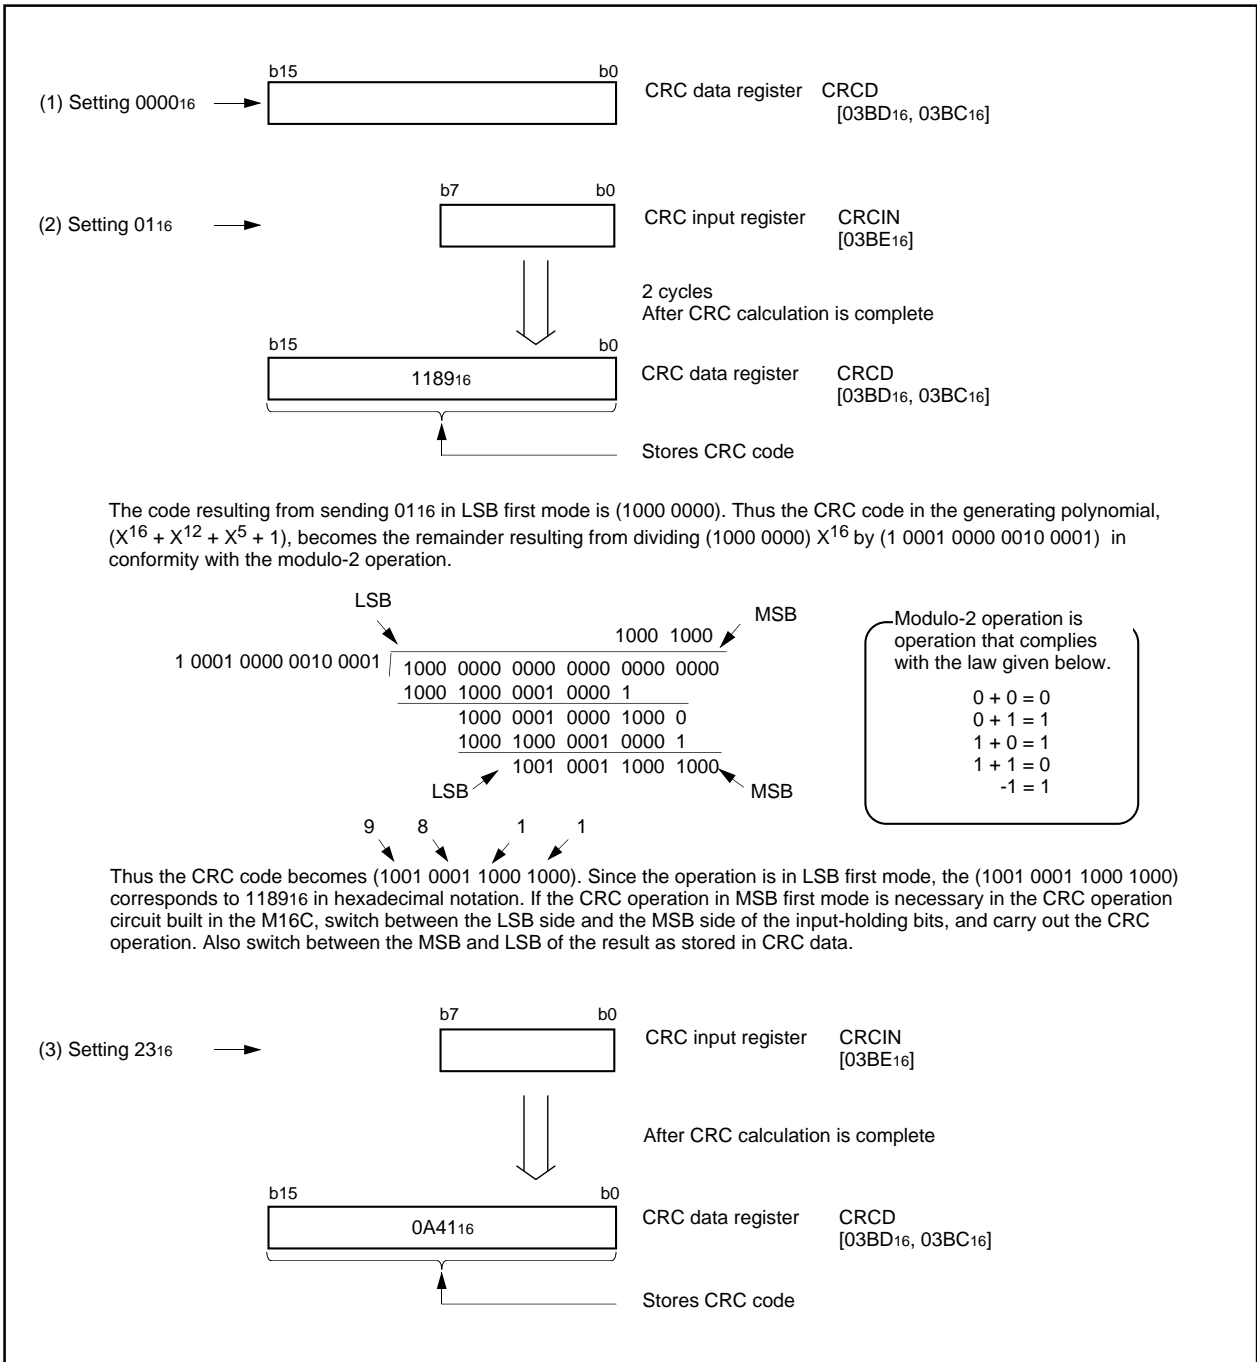 b15 b0
(1) Setting 000016
CRC data register CRCD
[03BD16, 03BC16]
b7 b0
(2) Setting 0116
CRC input register CRCIN
[03BE16]
2 cycles
After CRC calculation is complete
b15 b0
118916
CRC data register CRCD
[03BD16, 03BC16]
Stores CRC code
The code resulting from sending 0116 in LSB first mode is (1000 0000). Thus the CRC code in the generating polynomial,
(X16 + X12 + X5 + 1), becomes the remainder resulting from dividing (1000 0000) X16 by (1 0001 0000 0010 0001) in
conformity with the modulo-2 operation.
LSB
MSB
1000 1000
1 0001 0000 0010 0001 1000 0000 0000 0000 0000 0000
1000 1000 0001 0000 1
1000 0001 0000 1000 0
1000 1000 0001 0000 1
1001 0001 1000 1000
LSB MSB
Modulo-2 operation is
operation that complies
with the law given below.
0 + 0 = 0
0 + 1 = 1
1 + 0 = 1
1 + 1 = 0
-1 = 1
9 8 1 1
Thus the CRC code becomes (1001 0001 1000 1000). Since the operation is in LSB first mode, the (1001 0001 1000 1000)
corresponds to 118916 in hexadecimal notation. If the CRC operation in MSB first mode is necessary in the CRC operation
circuit built in the M16C, switch between the LSB side and the MSB side of the input-holding bits, and carry out the CRC
operation. Also switch between the MSB and LSB of the result as stored in CRC data.
b7 b0
(3) Setting 2316
CRC input register CRCIN
[03BE16]
After CRC calculation is complete
b15 b0
0A4116
CRC data register CRCD
[03BD16, 03BC16]
Stores CRC code